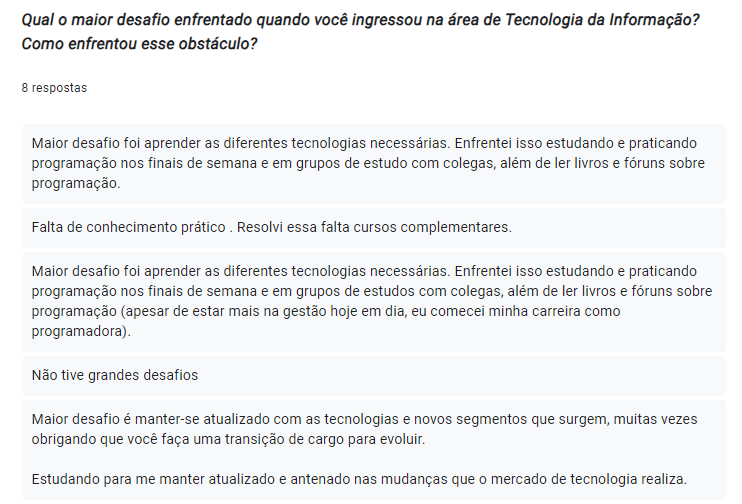 Qual o maior desafio enfrentado quando você ingressou na área de Tecnologia da Informação?
Como enfrentou esse obstáculo?
8 respostas
Maior desafio foi aprender as diferentes tecnologias necessárias. Enfrentei isso estudando e praticando
programação nos finais de semana e em grupos de estudo com colegas, além de ler livros e fóruns sobre
programação.
Falta de conhecimento prático . Resolvi essa falta cursos complementares.
Maior desafio foi aprender as diferentes tecnologias necessárias. Enfrentei isso estudando e praticando
programação nos finais de semana e em grupos de estudos com colegas, além de ler livros e fóruns sobre
programação (apesar de estar mais na gestão hoje em dia, eu comecei minha carreira como
programadora).
Não tive grandes desafios
Maior desafio é manter-se atualizado com as tecnologias e novos segmentos que surgem, muitas vezes
obrigando que você faça uma transição de cargo para evoluir.
Estudando para me manter atualizado e antenado nas mudanças que o mercado de tecnologia realiza.